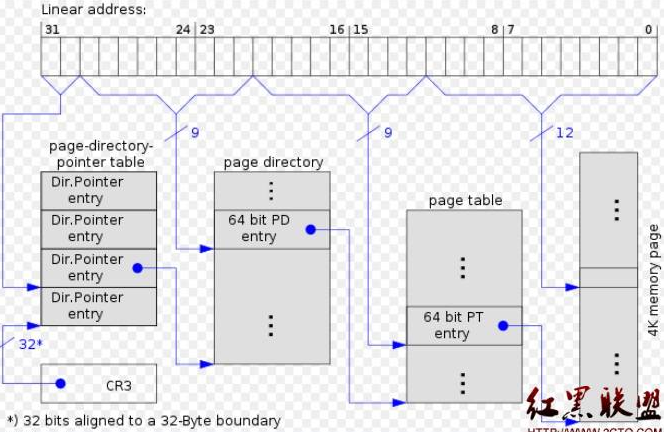 Linear address:
31 24 23 16 15 8 7 0
9 9 12
page-directory-
pointer table
page directory
page table
4K memory page
Dir.Pointer
entry
Dir.Pointer
entry
Dir.Pointer
entry
Dir.Pointer
entry
64 bit PD
entry
64 bit PT
entry
32*
CR3
*) 32 bits aligned to a 32-Byte boundary
红黑联盟
HTTP://WWW.2CTO.COM